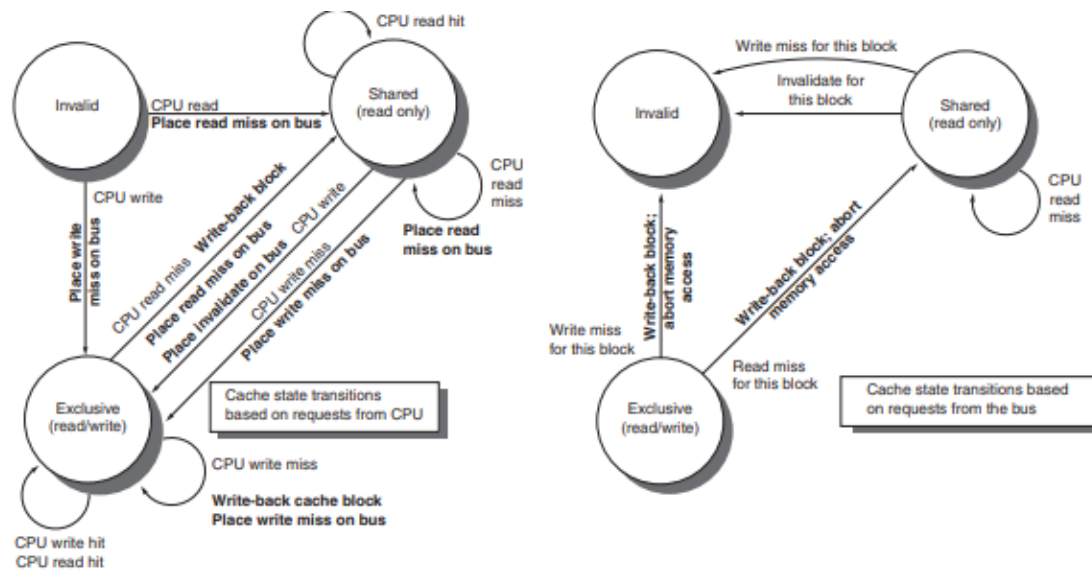 CPU read hit
Invalid
CPU read
Place read miss on bus
Shared
(read only)
CPU write
Place write
miss on bus
CPU read miss
Write-back block
Place read miss on bus
Place invalidate on bus
CPU write
CPU write miss
Place write miss on bus
CPU
read
miss
Place read
miss on bus
Exclusive
(read/write)
Cache state transitions
based on requests from CPU
CPU write miss
Write-back cache block
Place write miss on bus
CPU write hit
CPU read hit
Write miss for this block
Invalid
Invalidate for
this block
Shared
(read only)
CPU
read
miss
Write-back block;
abort memory
access
Write-back block; abort
memory access
Write miss
for this block
Read miss
for this block
Exclusive
(read/write)
Cache state transitions based
on requests from the bus